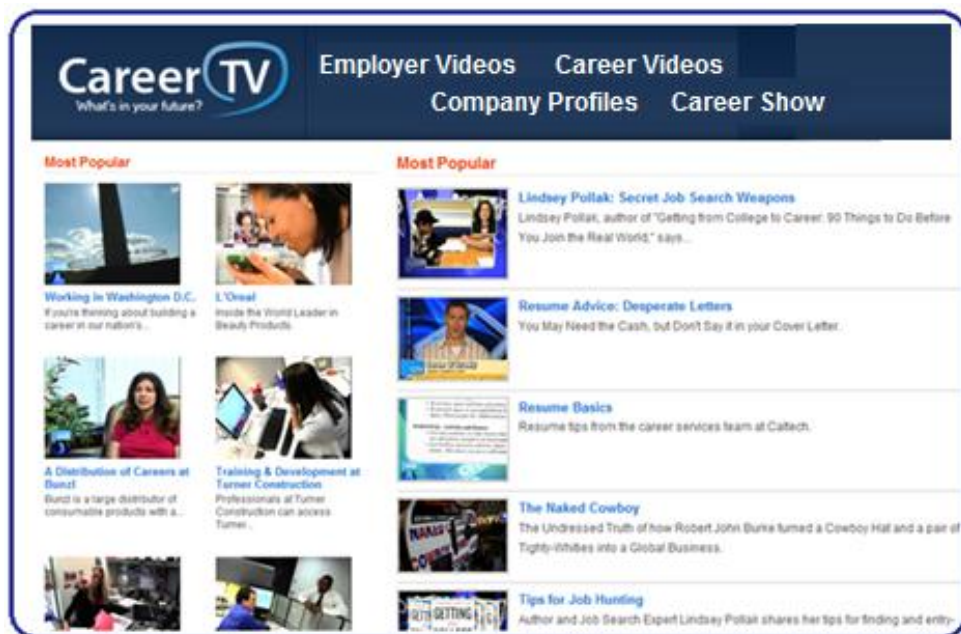 Career TV
What's in your future?
Employer Videos Career Videos
Company Profiles Career Show
Most Popular
Working in Washington D.C.
If you're thinking about building a
career in our nation's...
L'Oreal
Inside the World Leader in
Beauty Products.
A Distribution of Careers at
Bunzl
Bunzl is a large distributor of
consumable products with a...
Training & Development at
Turner Construction
Professionals at Turner
Construction can access
Turner...
Most Popular
Lindsey Pollak: Secret Job Search Weapons
Lindsey Pollak, author of "Getting from College to Career: 90 Things to Do Before
You Join the Real World," says...
Resume Advice: Desperate Letters
You May Need the Cash, but Don't Say it in your Cover Letter.
Resume Basics
Resume tips from the career services team at Caltech.
The Naked Cowboy
The Undressed Truth of how Robert John Burke turned a Cowboy Hat and a pair of
Tighty-Whities into a Global Business.
NAKED
Tips for Job Hunting
Author and Job Search Expert Lindsey Pollak shares her tips for finding and entry-
GETTING